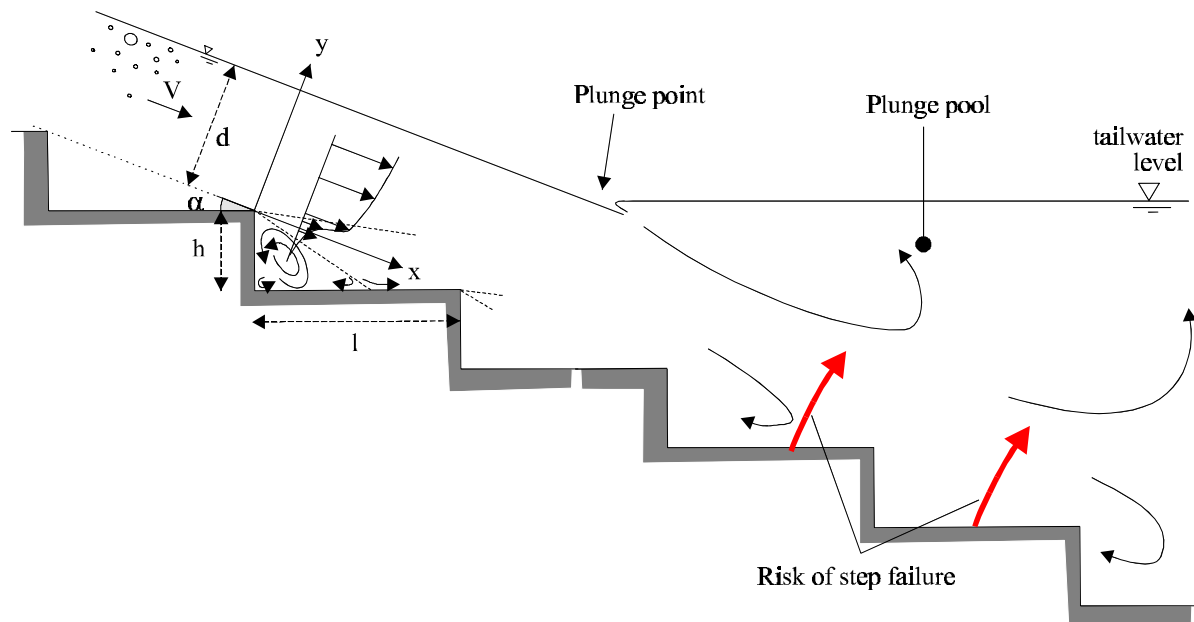 y
Plunge point
Plunge pool
tailwater
level
V
d
α
h
x
l
Risk of step failure